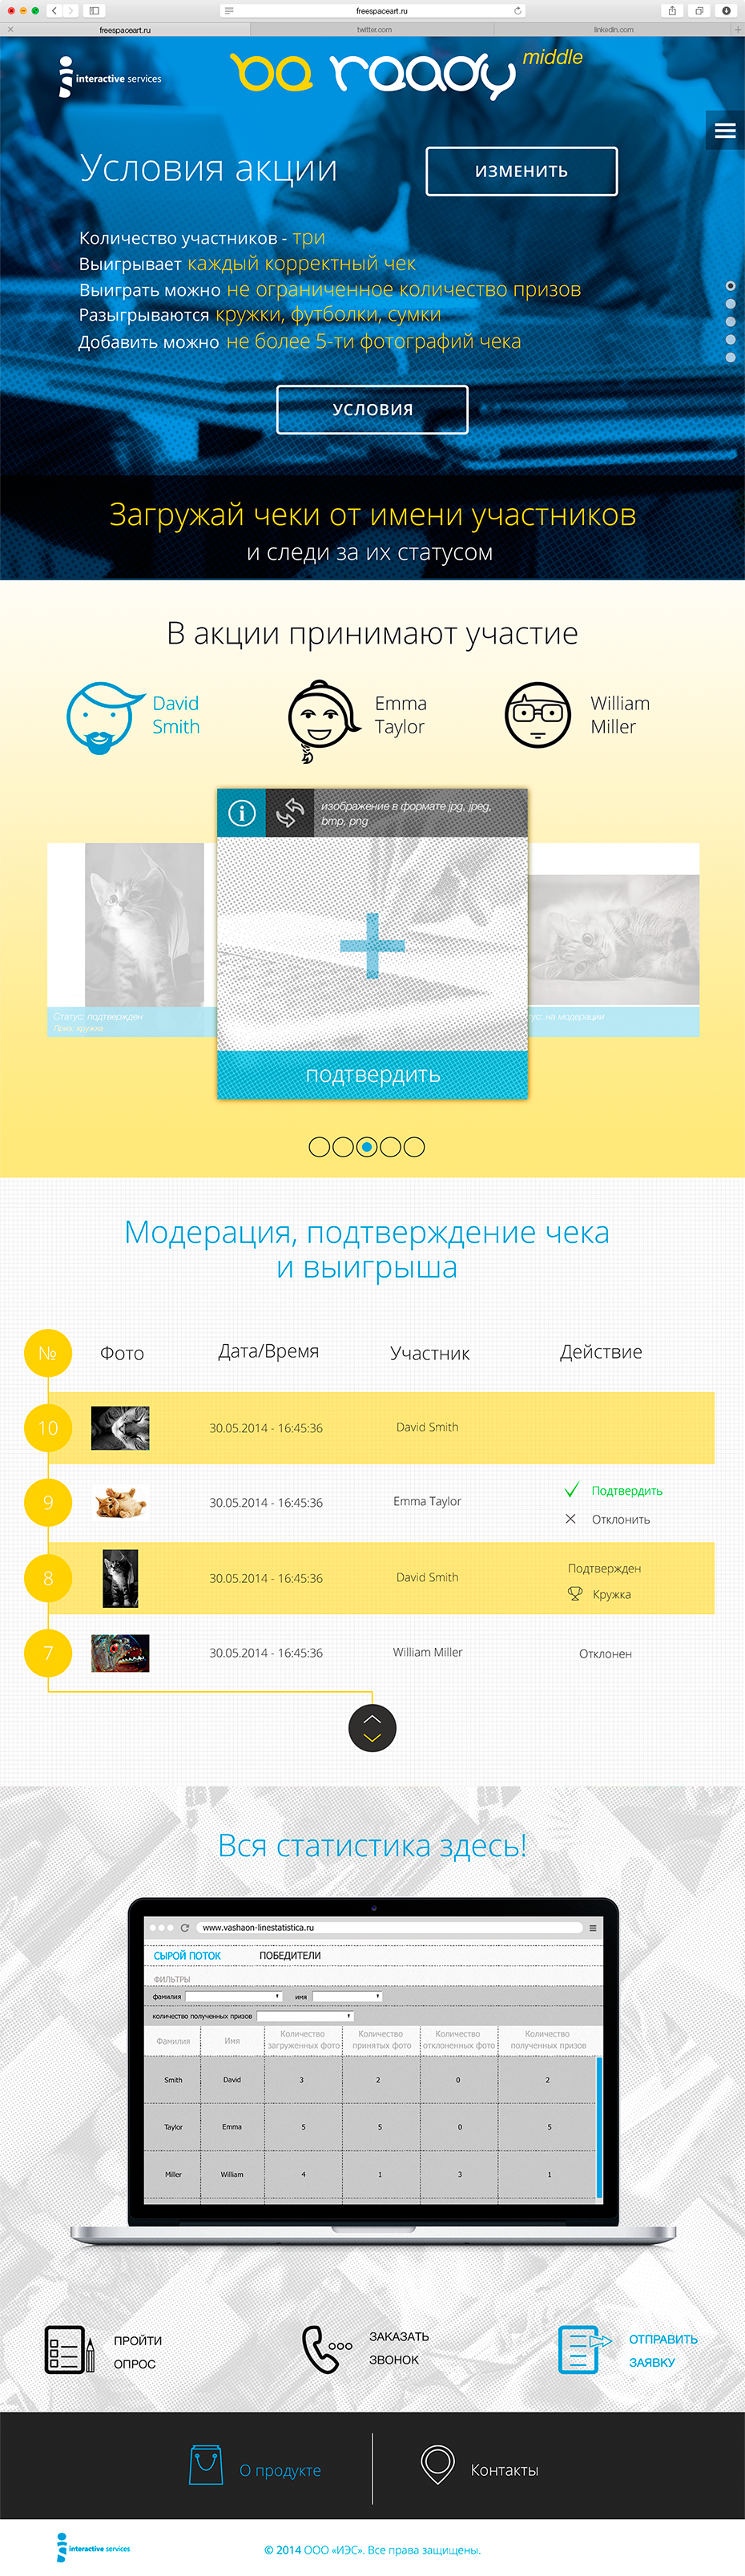 freespaceart.ru
freespaceart.ru
twitter.com
linkedin.com
be ready middle
interactive services
Условия акции
ИЗМЕНИТЬ
Количество участников - три
Выигрывает каждый корректный чек
Выиграть можно не ограниченное количество призов
Разыгрываются кружки, футболки, сумки
Добавить можно не более 5-ти фотографий чека
УСЛОВИЯ
Загружай чеки от имени участников
и следи за их статусом
В акции принимают участие
David
Smith
Emma
Taylor
William
Miller
изображение в формате jpg, jpeg,
bmp, png
Статус: подтвержден
Приз: кружка
ус: на модерации
подтвердить
Модерация, подтверждение чека
и выигрыша
№ Фото Дата/Время Участник Действие
10 30.05.2014 - 16:45:36 David Smith
9 30.05.2014 - 16:45:36 Emma Taylor
Подтвердить
Отклонить
8 30.05.2014 - 16:45:36 David Smith
Подтвержден
Кружка
7 30.05.2014 - 16:45:36 William Miller Отклонен
Вся статистика здесь!
www.vashaon-linestatistica.ru
СЫРОЙ ПОТОК ПОБЕДИТЕЛИ
ФИЛЬТРЫ
фамилия имя
количество полученных призов
Фамилия
Имя
Количество
загруженных фото
Количество
принятых фото
Количество
отклоненных фото
Количество
полученных призов
Smith David 3 2 0 2
Taylor Emma 5 5 0 5
Miller William 4 1 3 1
ПРОЙТИ
ОПРОС
ЗАКАЗАТЬ
ЗВОНОК
ОТПРАВИТЬ
ЗАЯВКУ
О продукте
Контакты
interactive services
© 2014 ООО «ИЭС». Все права защищены.